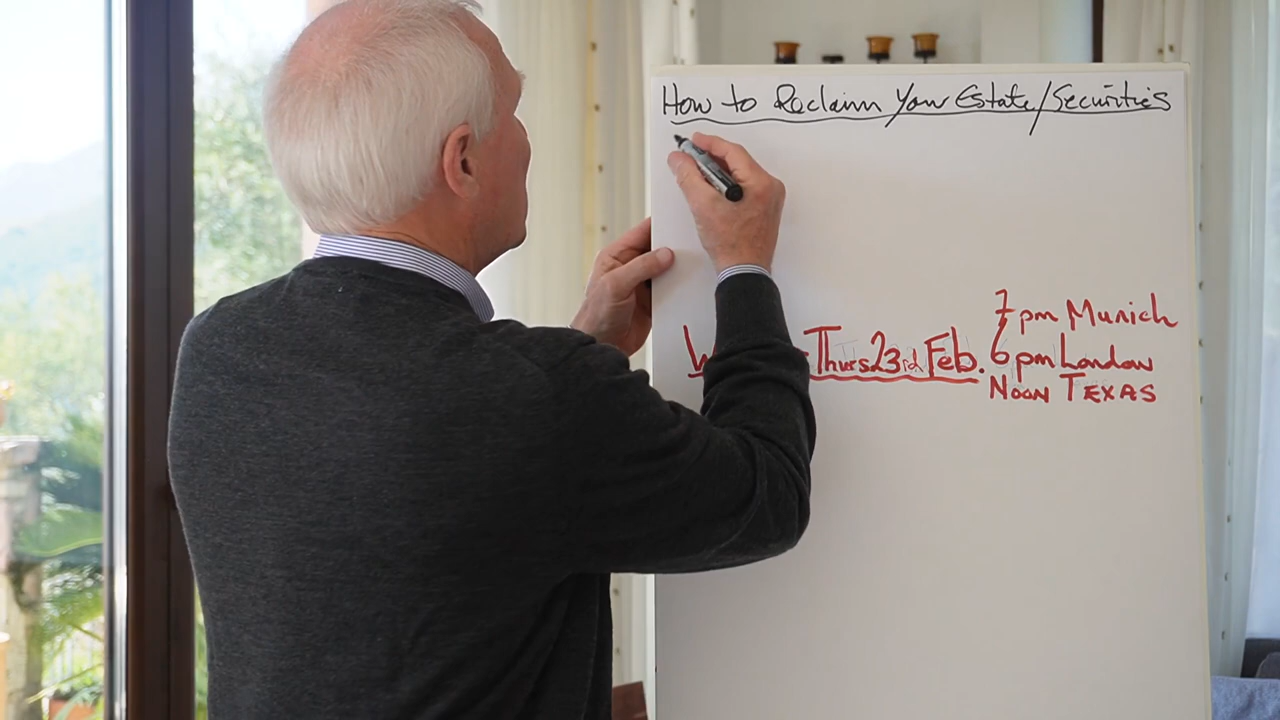 How to Reclaim Your Estate/Securities
7pm Munich
Thurs 23rd Feb. 6pm London
Noon Texas